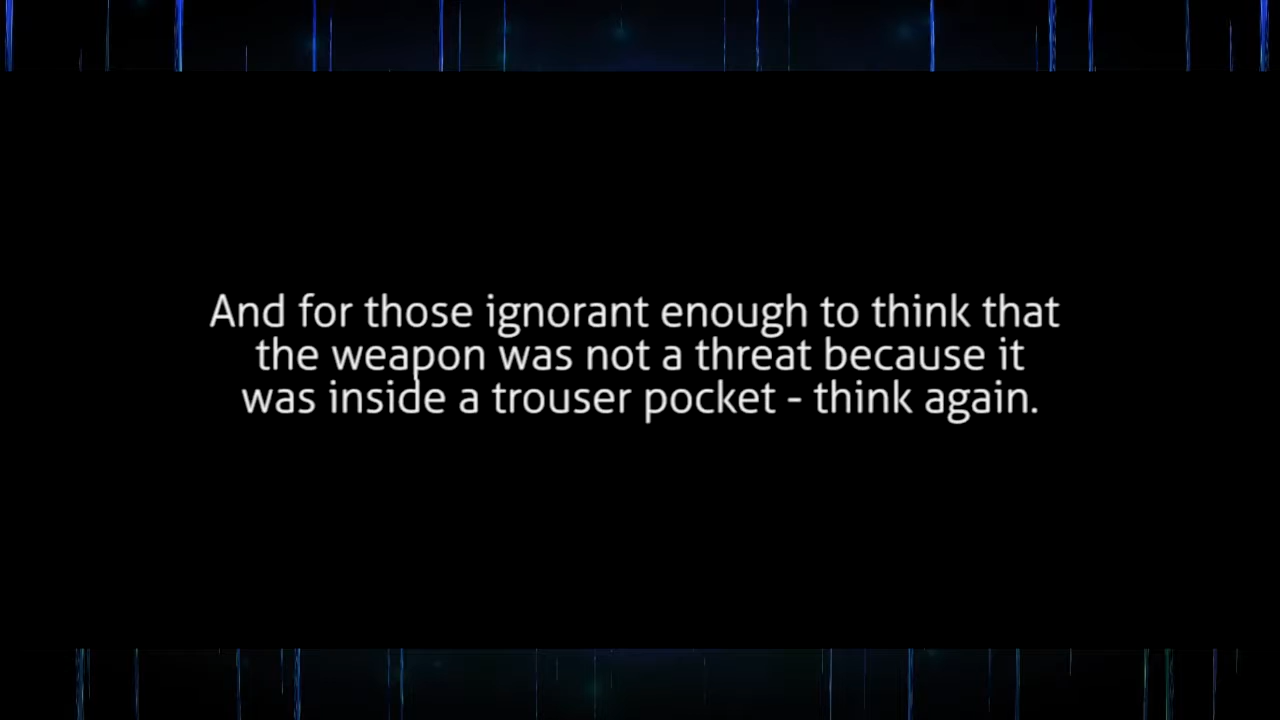 And for those ignorant enough to think that
the weapon was not a threat because it
was inside a trouser pocket - think again.